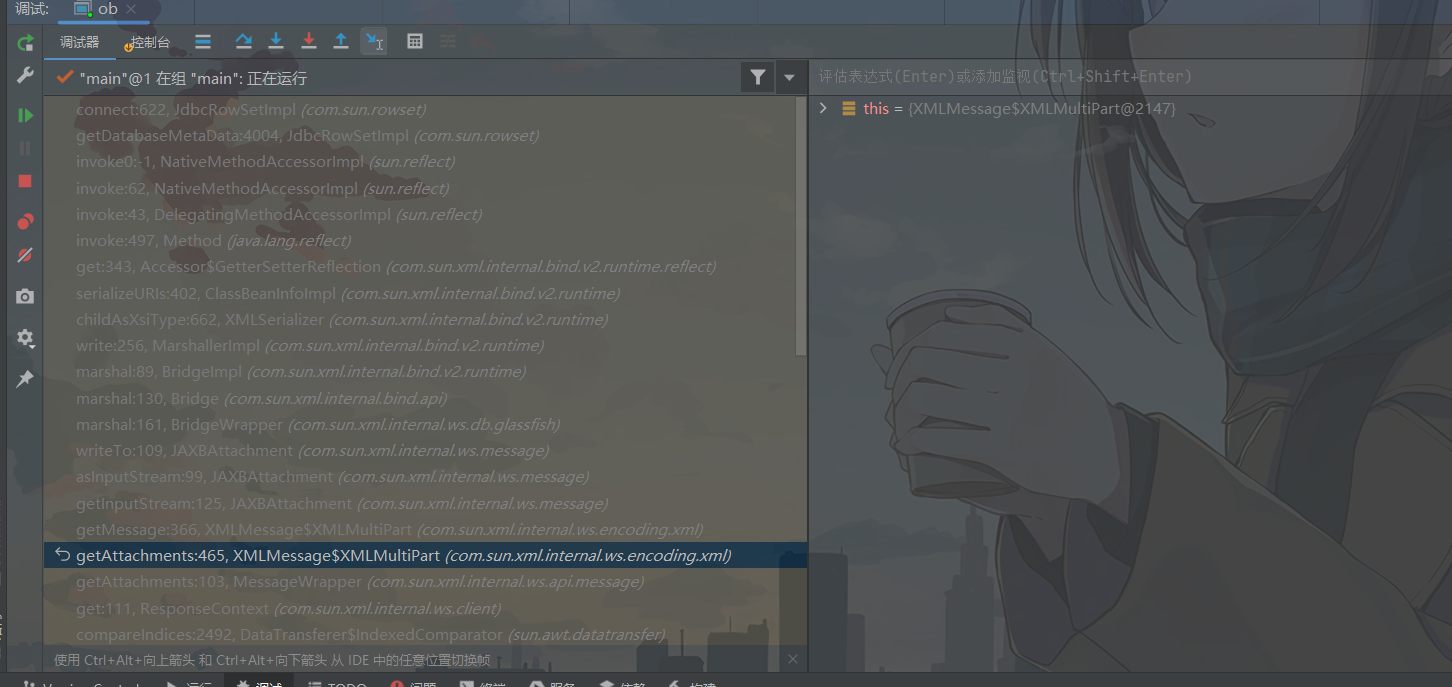 调试: ob
调试器 控制台
"main"@1 在组 "main": 正在运行
评估表达式(Enter)或添加监视(Ctrl+Shift+Enter)
connect:622, JdbcRowSetImpl (com.sun.rowset)
this = {XMLMessage$XMLMultiPart@2147}
getDatabaseMetaData:4004, JdbcRowSetImpl (com.sun.rowset)
invoke0:-1, NativeMethodAccessorImpl (sun.reflect)
invoke:62, NativeMethodAccessorImpl (sun.reflect)
invoke:43, DelegatingMethodAccessorImpl (sun.reflect)
invoke:497, Method (java.lang.reflect)
get:343, Accessor$GetterSetterReflection (com.sun.xml.internal.bind.v2.runtime.reflect)
serializeURIs:402, ClassBeanInfoImpl (com.sun.xml.internal.bind.v2.runtime)
childAsXsiType:662, XMLSerializer (com.sun.xml.internal.bind.v2.runtime)
write:256, MarshallerImpl (com.sun.xml.internal.bind.v2.runtime)
marshal:89, BridgeImpl (com.sun.xml.internal.bind.v2.runtime)
marshal:130, Bridge (com.sun.xml.internal.bind.api)
marshal:161, BridgeWrapper (com.sun.xml.internal.ws.db.glassfish)
writeTo:109, JAXBAttachment (com.sun.xml.internal.ws.message)
asInputStream:99, JAXBAttachment (com.sun.xml.internal.ws.message)
getInputStream:125, JAXBAttachment (com.sun.xml.internal.ws.message)
getMessage:366, XMLMessage$XMLMultiPart (com.sun.xml.internal.ws.encoding.xml)
getAttachments:465, XMLMessage$XMLMultiPart (com.sun.xml.internal.ws.encoding.xml)
getAttachments:103, MessageWrapper (com.sun.xml.internal.ws.api.message)
get:111, ResponseContext (com.sun.xml.internal.ws.client)
compareIndices:2492, DataTransferer$IndexedComparator (sun.awt.datatransfer)
使用 Ctrl+Alt+向上箭头 和 Ctrl+Alt+向下箭头 从 IDE 中的任意位置切换帧
Version Control 运行 调试 TODO 问题 终端 服务 依赖 构建